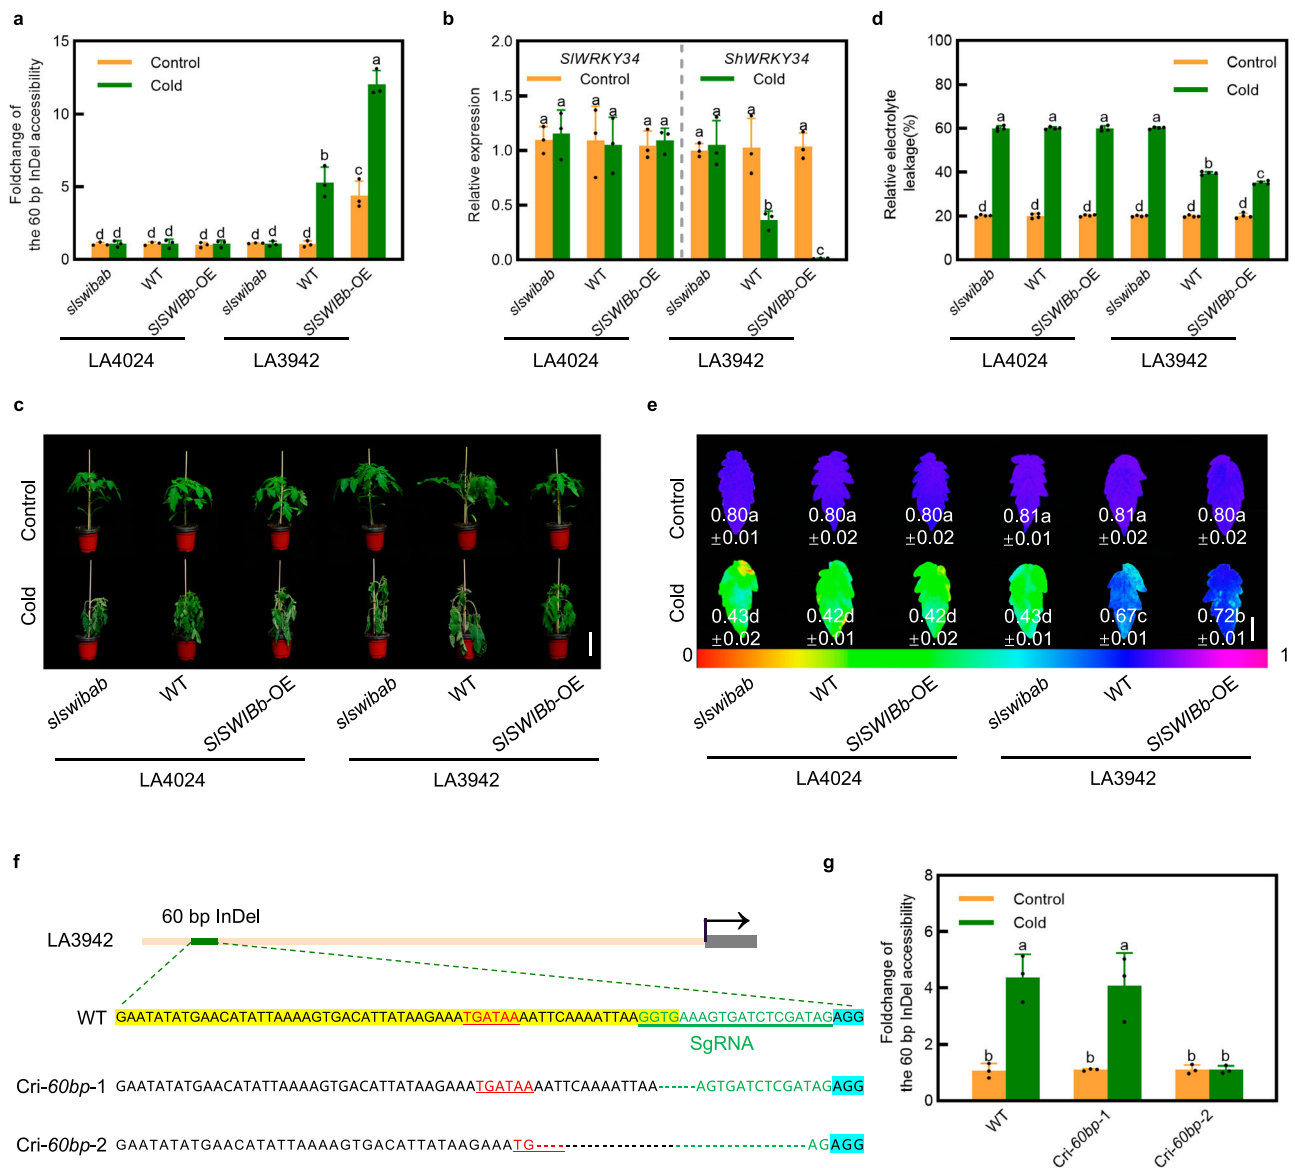 a
Foldchange of
the 60 bp InDel accessibility
15
10
5
0
Control
Cold
d d d d d d d d d b c a
slswibab
WT
SlSWIBb-OE
slswibab
WT
SlSWIBb-OE
LA4024
LA3942
b
Relative expression
2.0
1.5
1.0
0.5
0.0
SlWRKY34
ShWRKY34
Control
Cold
a a a a a a a a a b a c
slswibab
WT
SlSWIBb-OE
slswibab
WT
SlSWIBb-OE
LA4024
LA3942
d
Relative electrolyte
leakage(%)
100
80
60
40
20
0
Control
Cold
d a d a d a d a d b d c
slswibab
WT
SlSWIBb-OE
slswibab
WT
SlSWIBb-OE
LA4024
LA3942
c
Control
Cold
slswibab
WT
SlSWIBb-OE
slswibab
WT
SlSWIBb-OE
LA4024
LA3942
e
Control
Cold
0.80a 0.80a 0.80a 0.81a 0.81a 0.80a
±0.01 ±0.02 ±0.02 ±0.01 ±0.02 ±0.02
0.43d 0.42d 0.42d 0.43d 0.67c 0.72b
±0.02 ±0.01 ±0.02 ±0.01 ±0.01 ±0.01
0 1
slswibab
WT
SlSWIBb-OE
slswibab
WT
SlSWIBb-OE
LA4024
LA3942
f
60 bp InDel
LA3942
WT GAATATATGAACATATTAAAAGTGACATTATAAGAAATGATAAAATTCAAAATTAAGGTGAAAGTGATCTCGATAGAGG
SgRNA
Cri-60bp-1 GAATATATGAACATATTAAAAGTGACATTATAAGAAATGATAAAATTCAAAATTAA-----AGTGATCTCGATAGAGG
Cri-60bp-2 GAATATATGAACATATTAAAAGTGACATTATAAGAAATG-----------------------------------AGAGG
g
Foldchange of
the 60 bp InDel accessibility
8
6
4
2
0
Control
Cold
b a b a b b
WT
Cri-60bp-1
Cri-60bp-2